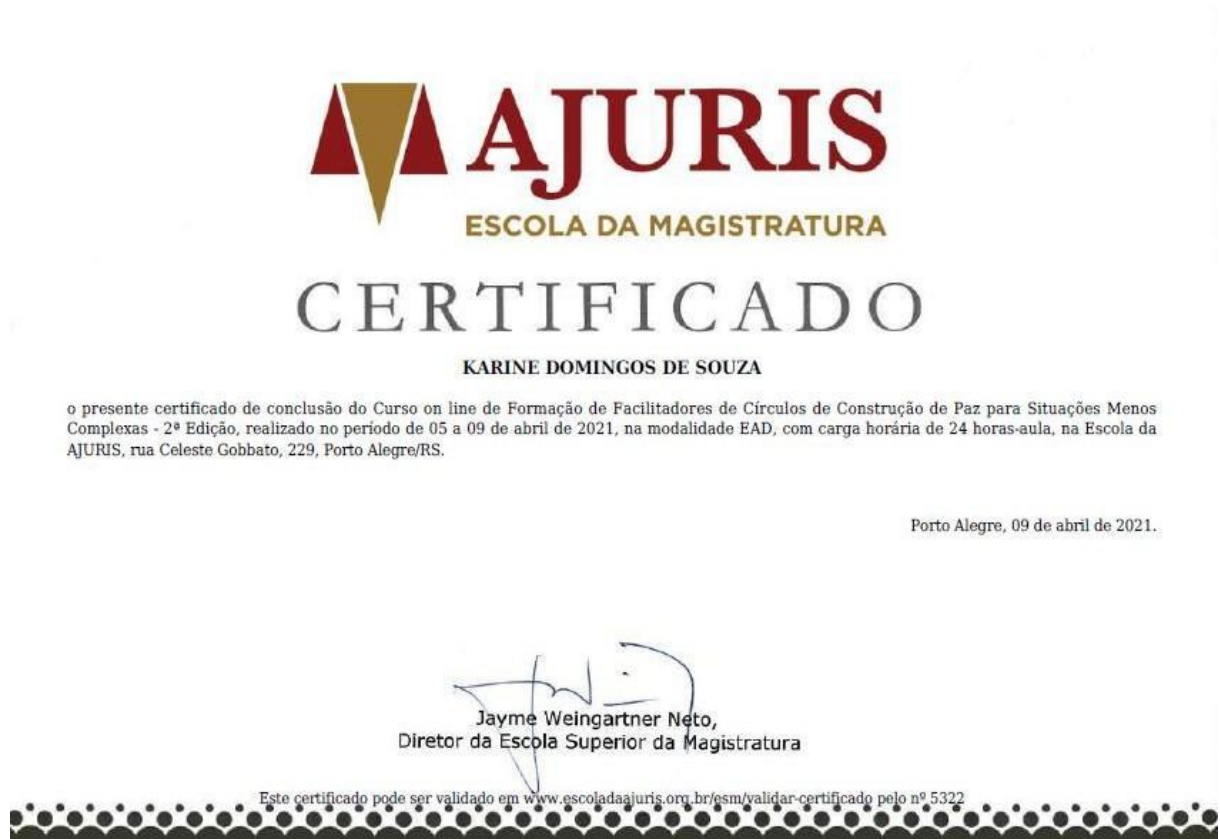 AJURIS
ESCOLA DA MAGISTRATURA
CERTIFICADO
KARINE DOMINGOS DE SOUZA
o presente certificado de conclusão do Curso on line de Formação de Facilitadores de Círculos de Construção de Paz para Situações Menos
Complexas - 2ª Edição, realizado no período de 05 a 09 de abril de 2021, na modalidade EAD, com carga horária de 24 horas-aula, na Escola da
AJURIS, rua Celeste Gobbato, 229, Porto Alegre/RS.
Porto Alegre, 09 de abril de 2021.
Jayme Weingartner Neto,
Diretor da Escola Superior da Magistratura
Este certificado pode ser validado em www.escoladaajuris.org.br/esm/validar-certificado pelo nº 5322